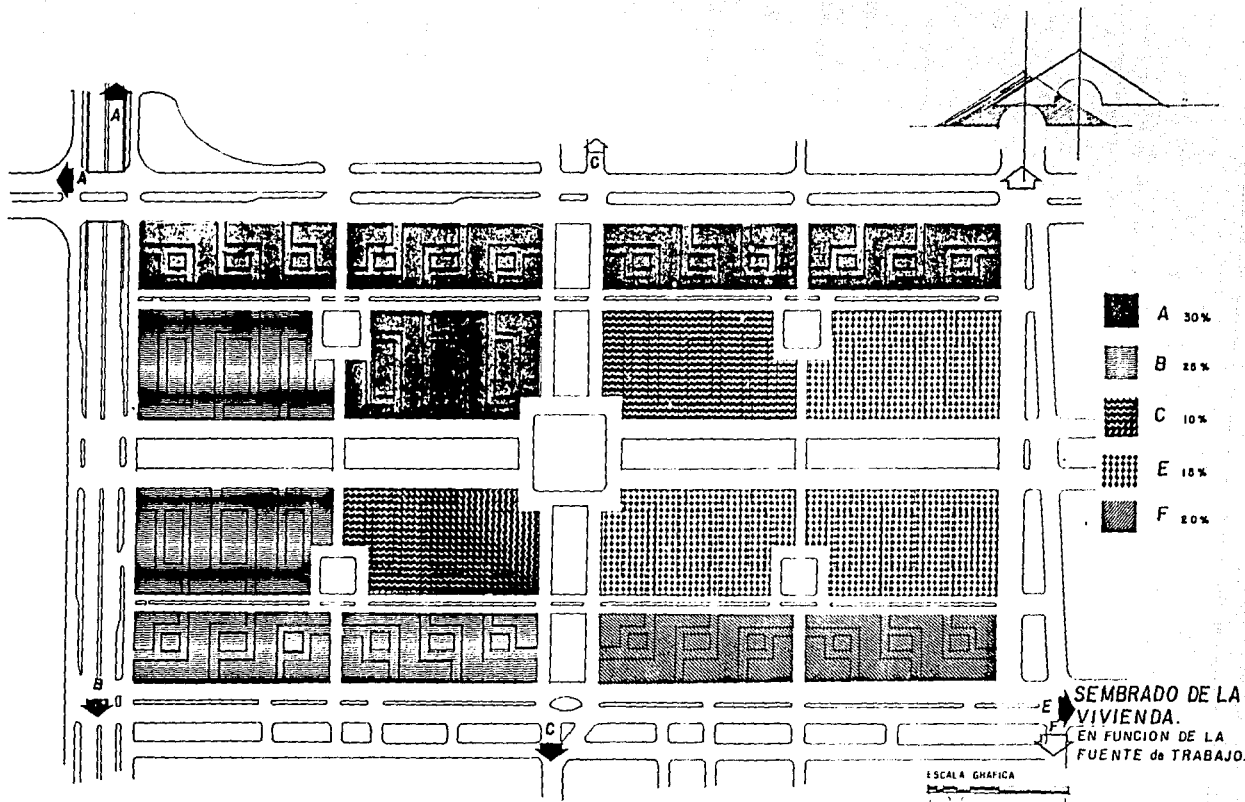 A
A
C
A 30%
B 25%
C 10%
E 15%
F 20%
B
C
E
F
SEMBRADO DE LA
VIVIENDA.
EN FUNCION DE LA
FUENTE de TRABAJO.
ESCALA GRAFICA